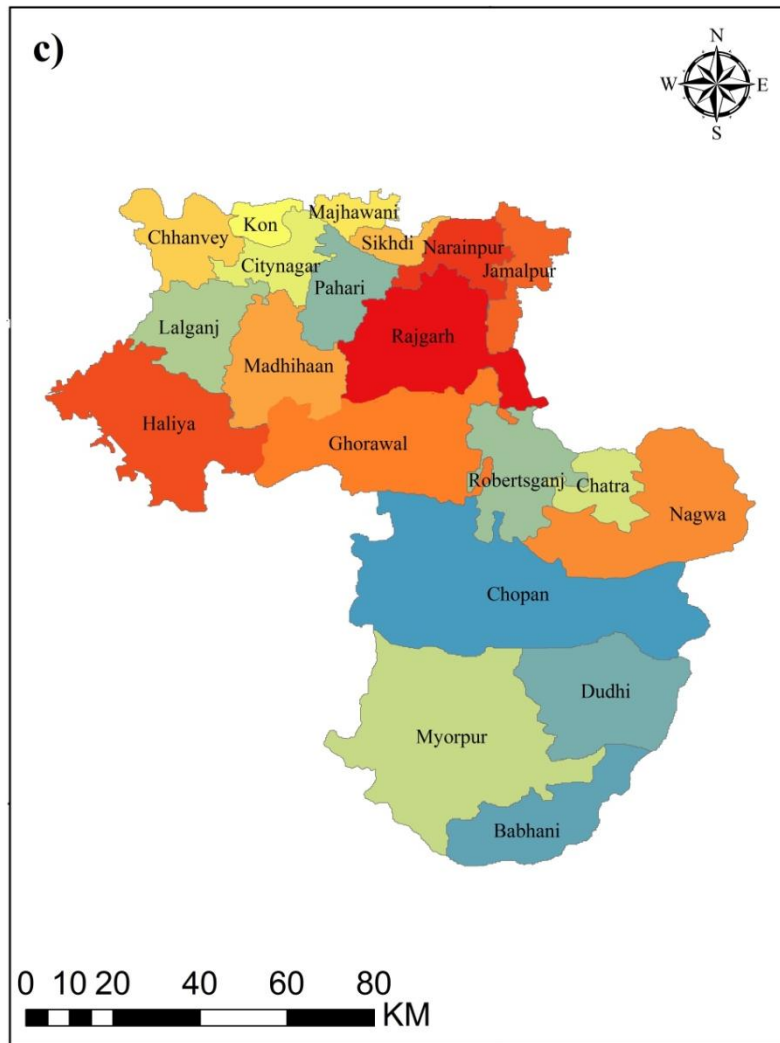 c)
N
W E
S
Majhawani
Kon
Chhanvey
Sikhdi
Narainpur
Citynagar
Jamalpur
Pahari
Lalganj
Rajgarh
Madhihaan
Haliya
Ghorawal
Robertsganj
Chatra
Nagwa
Chopan
Dudhi
Myorpur
Babhani
0 10 20 40 60 80
KM